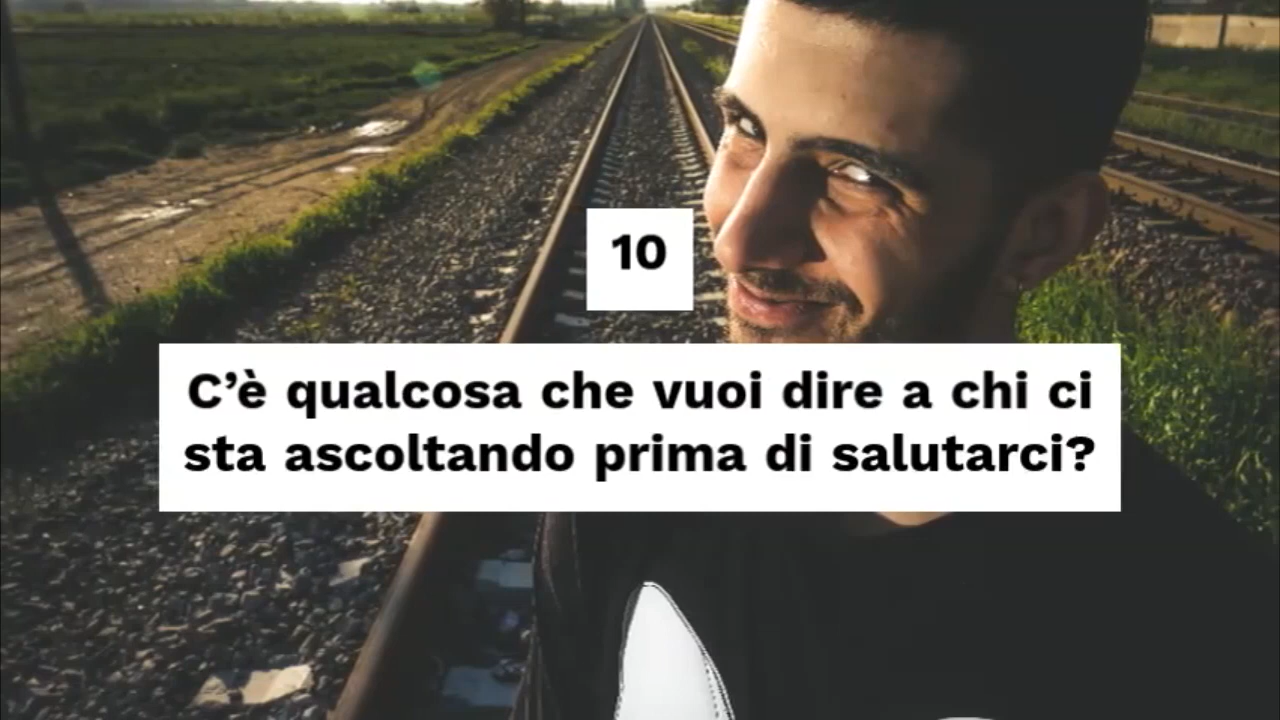 10
C’è qualcosa che vuoi dire a chi ci
sta ascoltando prima di salutarci?